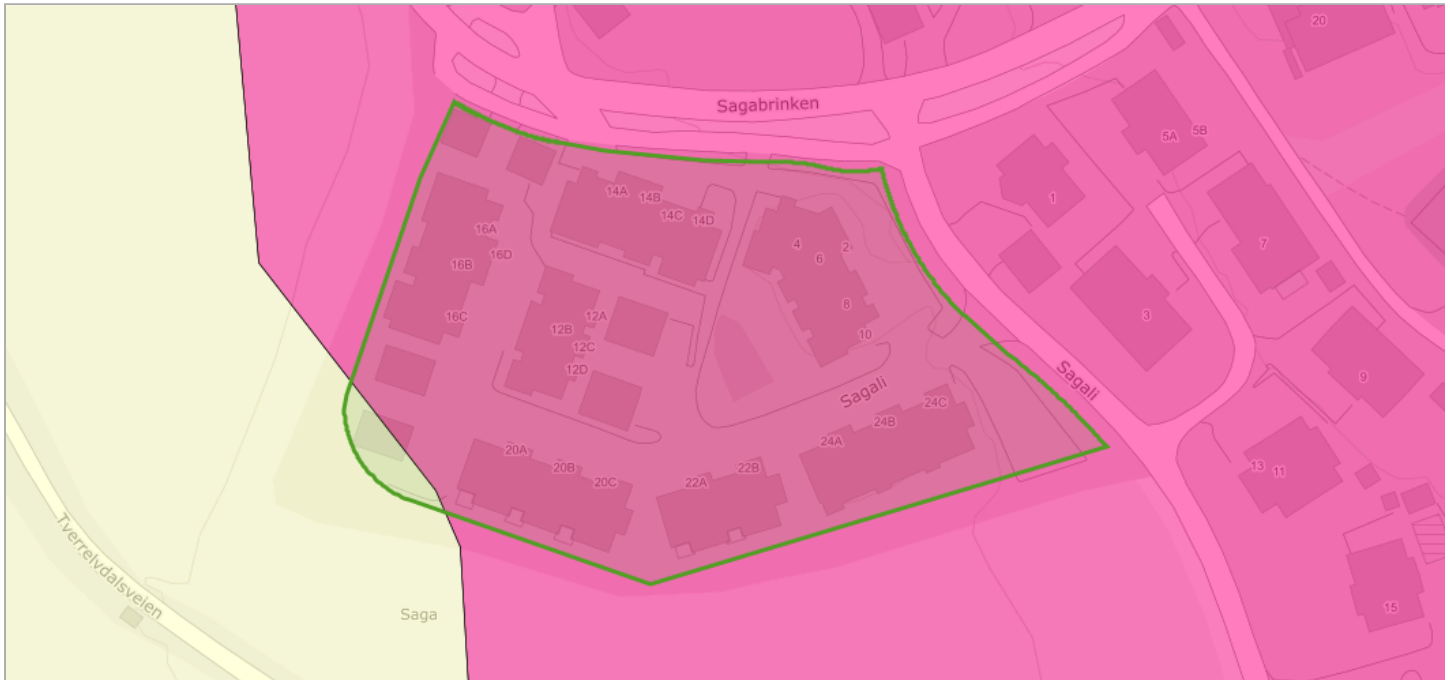 20
Sagabrinken
5A
5B
14A
14B
14C
14D
1
16A
16D
16B
4
6
2
7
16C
8
3
12A
12B
12C
12D
10
Sagali
Sagali
9
24C
24B
24A
20A
20B
20C
22A
22B
13
11
Tverrelvdalsveien
Saga
15